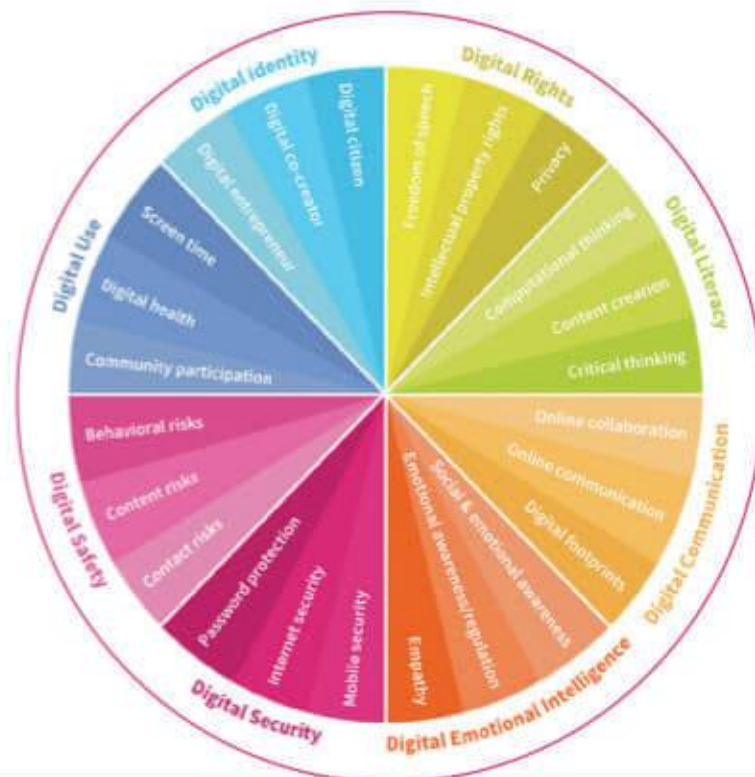 Digital identity
Digital citizen
Digital co-creator
Digital entrepreneur
Digital Rights
Freedom of speech
Intellectual property rights
Privacy
Digital Literacy
Computational thinking
Content creation
Critical thinking
Digital Communication
Online collaboration
Online communication
Digital footprints
Digital Emotional Intelligence
Social & emotional awareness
Emotional awareness/regulation
Empathy
Digital Security
Mobile security
Internet security
Password protection
Digital Safety
Contact risks
Content risks
Behavioral risks
Digital Use
Community participation
Digital health
Screen time